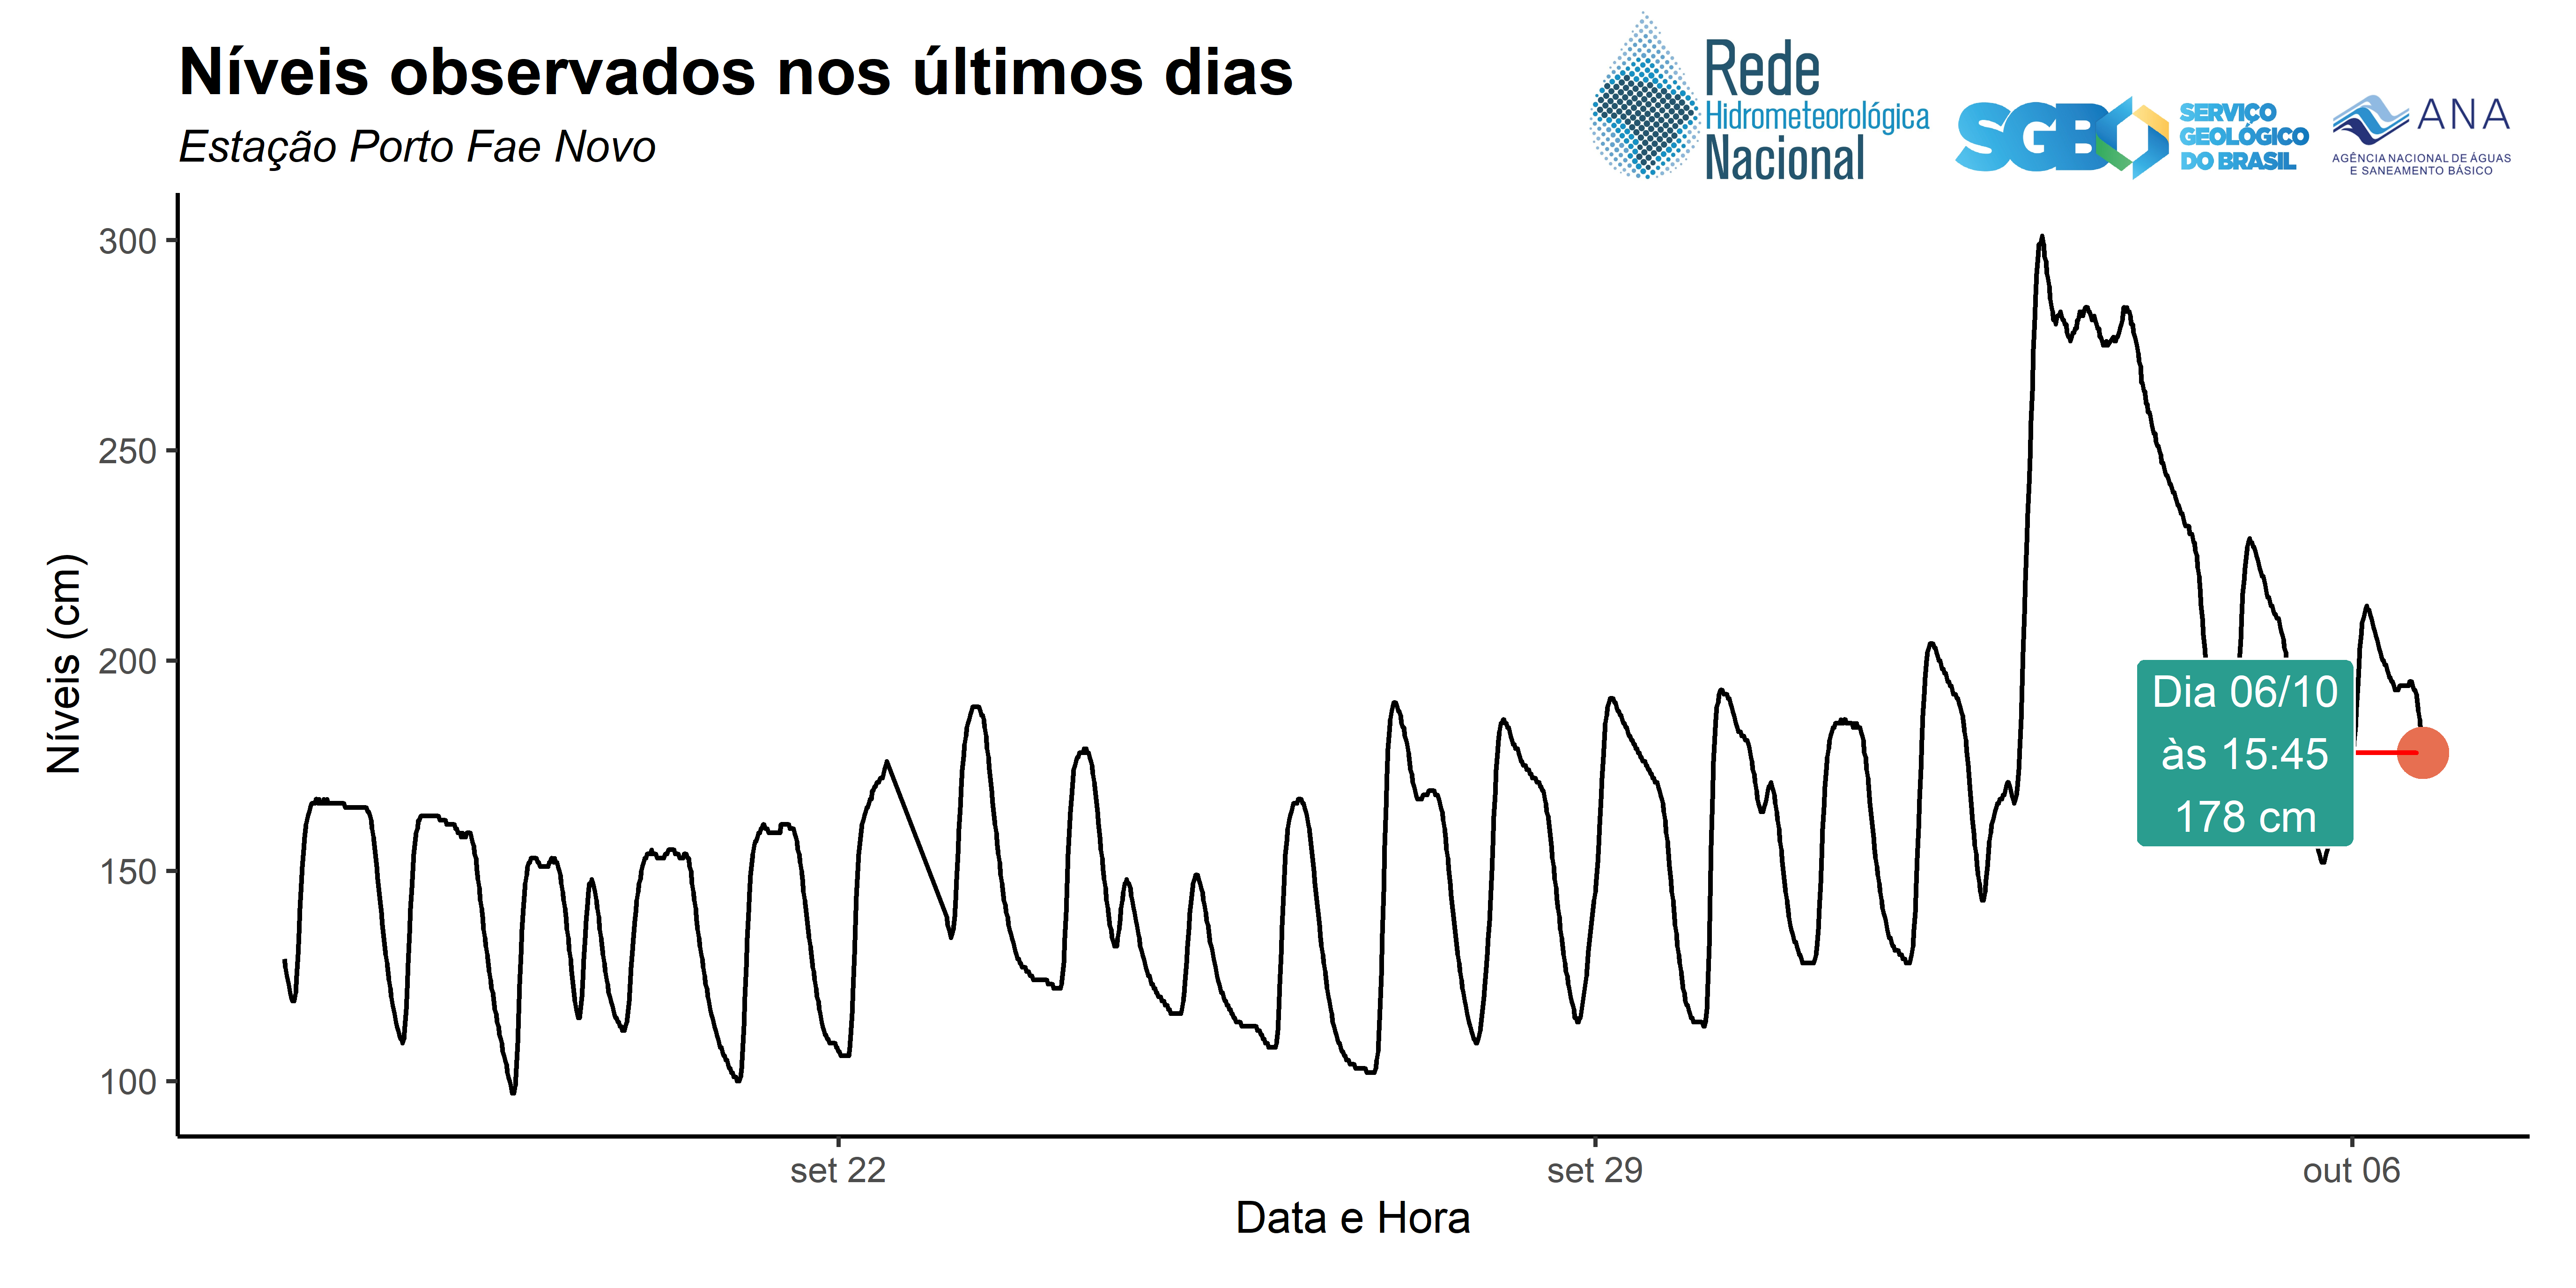 Níveis observados nos últimos dias
Estação Porto Fae Novo
Rede
Hidrometeorológica
Nacional
SGB
SERVIÇO
GEOLÓGICO
DO BRASIL
ANA
AGÊNCIA NACIONAL DE ÁGUAS
E SANEAMENTO BÁSICO
300
250
200
150
100
Níveis (cm)
Dia 06/10
às 15:45
178 cm
set 22
set 29
out 06
Data e Hora